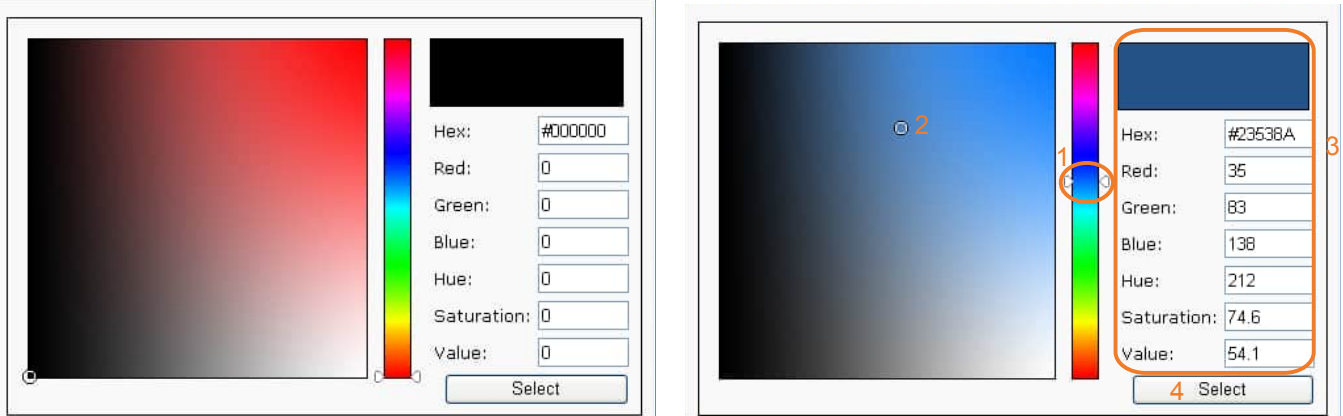 Hex: #000000
Red: 0
Green: 0
Blue: 0
Hue: 0
Saturation: 0
Value: 0
Select
1
2
3
Hex: #23538A
Red: 35
Green: 83
Blue: 138
Hue: 212
Saturation: 74.6
Value: 54.1
4 Select